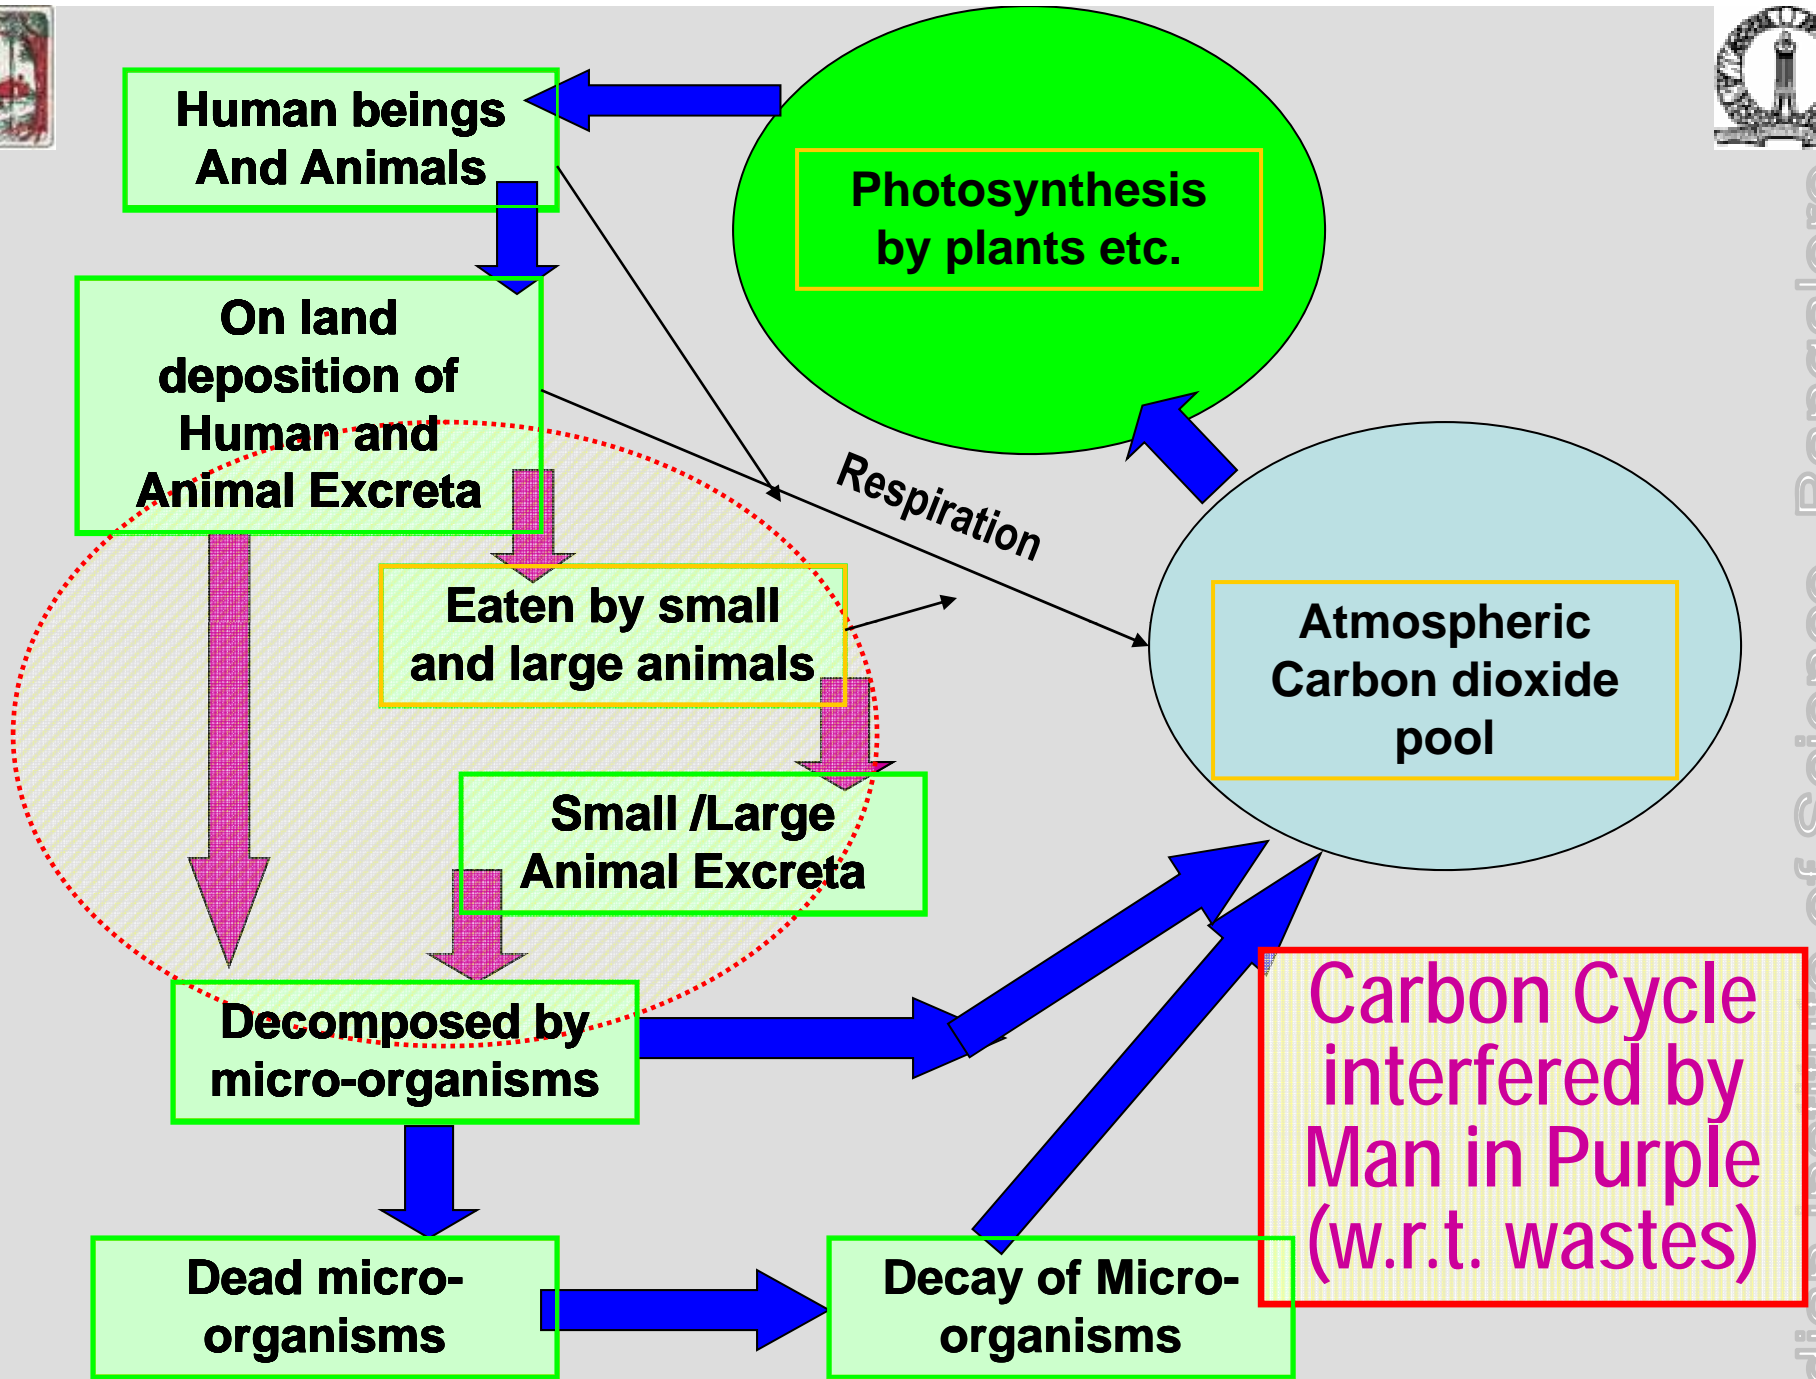 Human beings
And Animals
Photosynthesis
by plants etc.
On land
deposition of
Human and
Animal Excreta
Respiration
Eaten by small
and large animals
Atmospheric
Carbon dioxide
pool
Small /Large
Animal Excreta
Decomposed by
micro-organisms
Carbon Cycle
interfered by
Man in Purple
(w.r.t. wastes)
Dead micro-
organisms
Decay of Micro-
organisms